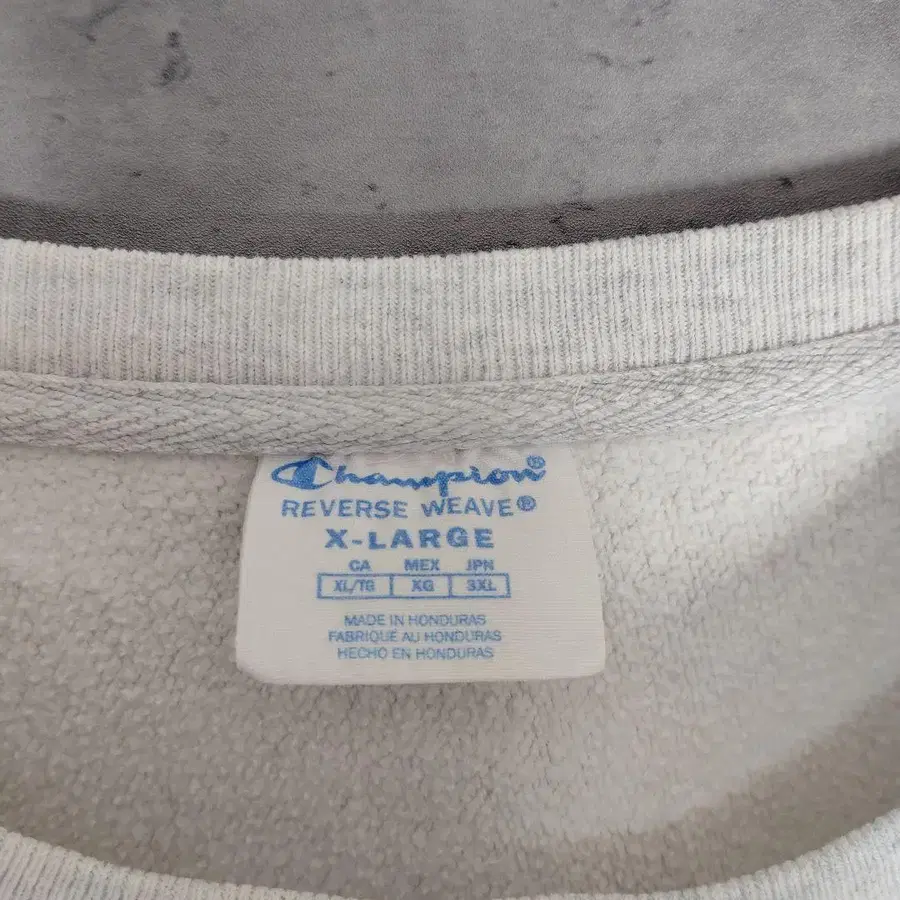 Champion®
REVERSE WEAVE®
X-LARGE
CA MEX JPN
XL/TG XG 3XL
MADE IN HONDURAS
FABRIQUÉ AU HONDURAS
HECHO EN HONDURAS